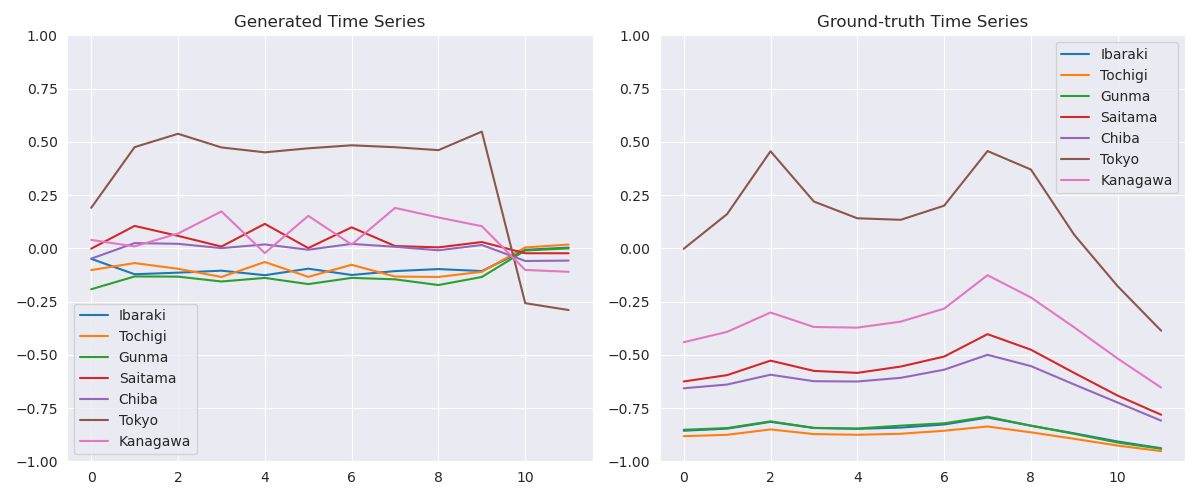 Generated Time Series
1.00
0.75
0.50
0.25
0.00
−0.25
−0.50
−0.75
−1.00
0 2 4 6 8 10
Ibaraki
Tochigi
Gunma
Saitama
Chiba
Tokyo
Kanagawa
Ground-truth Time Series
1.00
0.75
0.50
0.25
0.00
−0.25
−0.50
−0.75
−1.00
0 2 4 6 8 10
Ibaraki
Tochigi
Gunma
Saitama
Chiba
Tokyo
Kanagawa